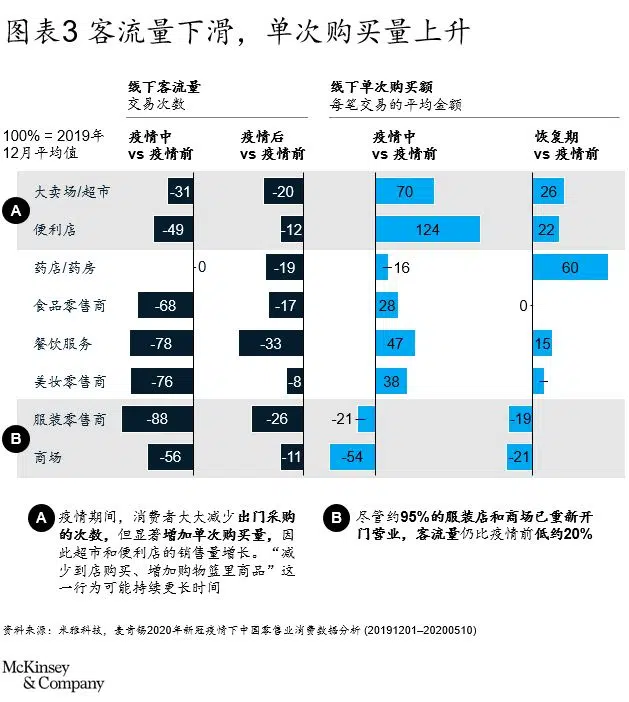 图表3 客流量下滑，单次购买量上升
线下客流量
交易次数
线下单次购买额
每笔交易的平均金额
100% = 2019年
12月平均值
疫情中
vs 疫情前
疫情后
vs 疫情前
疫情中
vs 疫情前
恢复期
vs 疫情前
A
大卖场/超市 -31 -20 70 26
便利店 -49 -12 124 22
药店/药房 0 -19 16 60
食品零售商 -68 -17 28 0
餐饮服务 -78 -33 47 15
美妆零售商 -76 -8 38
B
服装零售商 -88 -26 -21 -19
商场 -56 -11 -54 -21
A 疫情期间，消费者大大减少出门采购
的次数，但显著增加单次购买量，因
此超市和便利店的销售量增长。“减
少到店购买、增加购物篮里商品”这
一行为可能持续更长时间
B 尽管约95%的服装店和商场已重新开
门营业，客流量仍比疫情前低约20%
资料来源：米雅科技，麦肯锡2020年新冠疫情下中国零售业消费数据分析 (20191201–20200510)
McKinsey
& Company